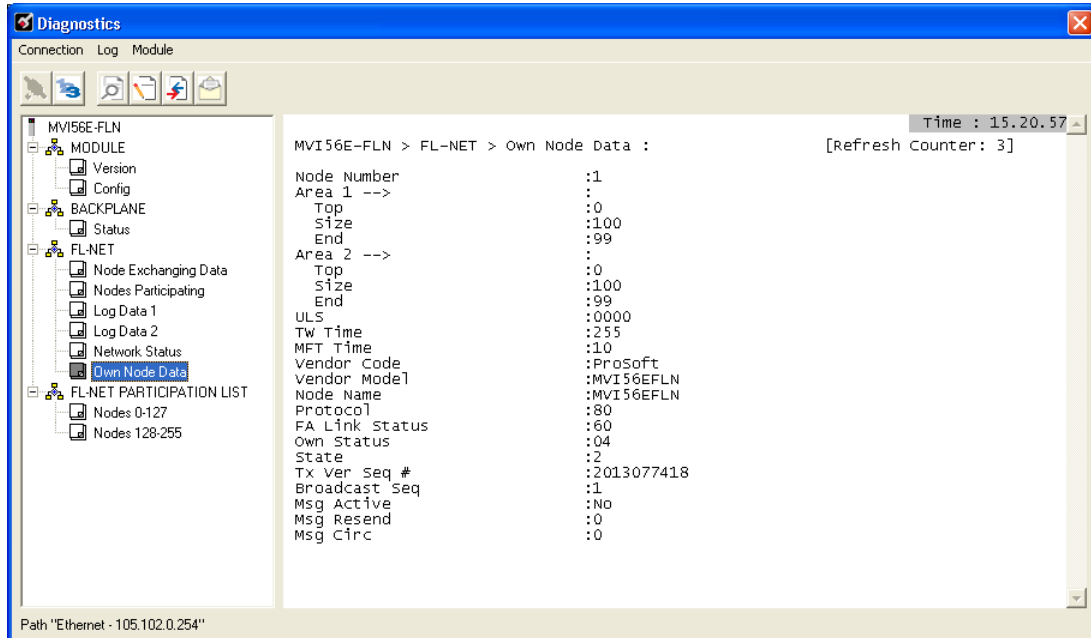 Diagnostics
Connection Log Module
MVI56E-FLN
MODULE
Version
Config
BACKPLANE
Status
FL-NET
Node Exchanging Data
Nodes Participating
Log Data 1
Log Data 2
Network Status
Own Node Data
FL-NET PARTICIPATION LIST
Nodes 0-127
Nodes 128-255
Time : 15.20.57
MVI56E-FLN > FL-NET > Own Node Data : [Refresh Counter: 3]
Node Number :1
Area 1 --> :
Top :0
Size :100
End :99
Area 2 --> :
Top :0
Size :100
End :99
ULS :0000
TW Time :255
MFT Time :10
Vendor Code :ProSoft
Vendor Model :MVI56EFLN
Node Name :MVI56EFLN
Protocol :80
FA Link Status :60
Own Status :04
State :2
Tx Ver Seq # :2013077418
Broadcast Seq :1
Msg Active :No
Msg Resend :0
Msg Circ :0
Path "Ethernet - 105.102.0.254"